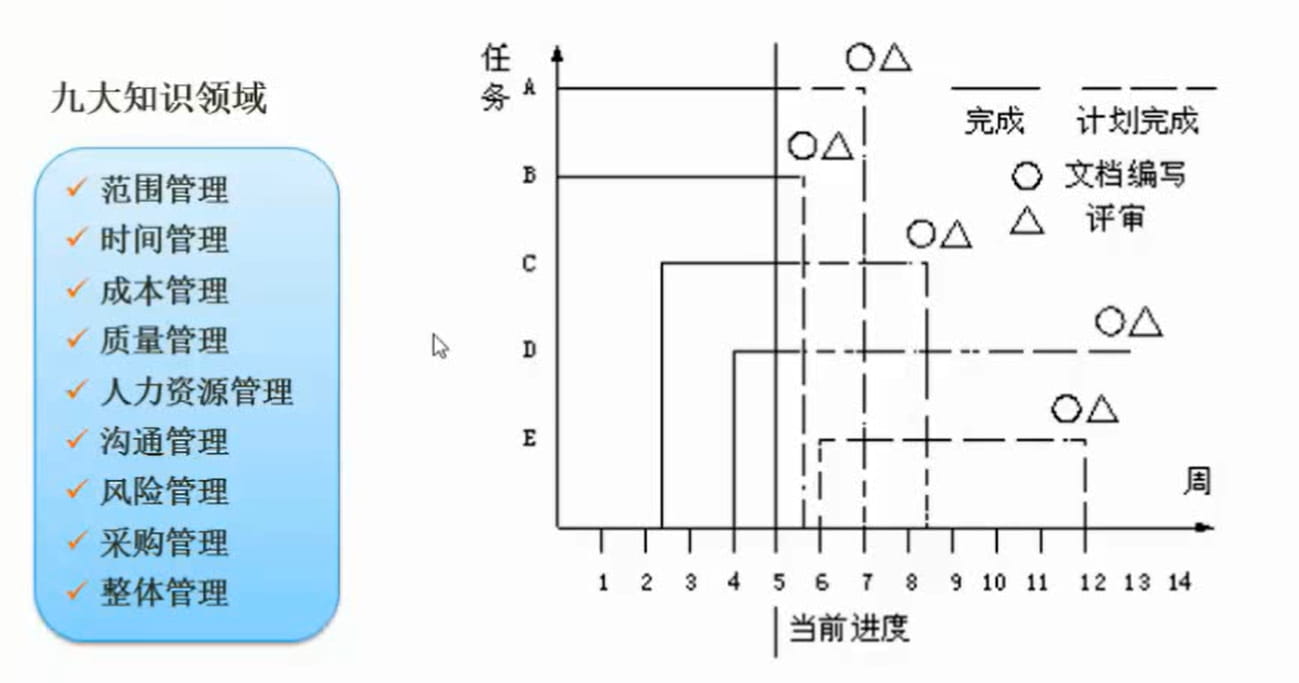 九大知识领域
范围管理
时间管理
成本管理
质量管理
人力资源管理
沟通管理
风险管理
采购管理
整体管理
任务
A
B
C
D
E
完成
计划完成
文档编写
评审
周
1 2 3 4 5 6 7 8 9 10 11 12 13 14
当前进度